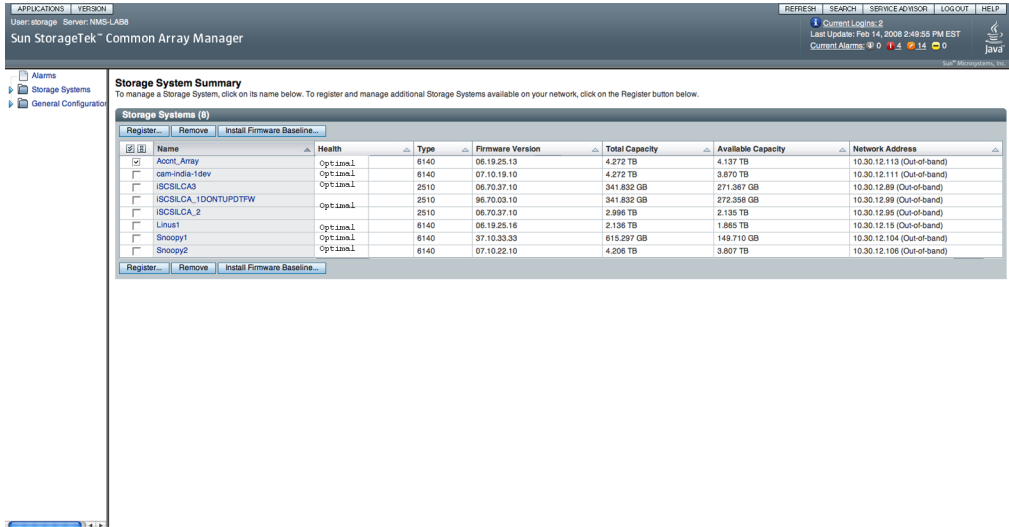 APPLICATIONS VERSION REFRESH SEARCH SERVICE ADVISOR LOG OUT HELP
User: storage Server: NMS-LAB8 Current Logins: 2
Last Update: Feb 14, 2008 2:49:55 PM EST
Sun StorageTek™ Common Array Manager Current Alarms: 0 4 14 0 Java
Sun™ Microsystems, Inc.
Alarms
Storage Systems
General Configuration
Storage System Summary
To manage a Storage System, click on its name below. To register and manage additional Storage Systems available on your network, click on the Register button below.
Storage Systems (8)
Register... Remove Install Firmware Baseline...
Name Health Type Firmware Version Total Capacity Available Capacity Network Address
Accnt_Array Optimal 6140 06.19.25.13 4.272 TB 4.137 TB 10.30.12.113 (Out-of-band)
cam-india-1dev Optimal 6140 07.10.19.10 4.272 TB 3.870 TB 10.30.12.111 (Out-of-band)
iSCSILCA3 Optimal 2510 06.70.37.10 341.832 GB 271.367 GB 10.30.12.89 (Out-of-band)
iSCSILCA_1DONTUPDTFW Optimal 2510 96.70.03.10 341.832 GB 272.358 GB 10.30.12.99 (Out-of-band)
iSCSILCA_2 2510 06.70.37.10 2.996 TB 2.135 TB 10.30.12.95 (Out-of-band)
Linus1 Optimal 6140 06.19.25.16 2.136 TB 1.865 TB 10.30.12.15 (Out-of-band)
Snoopy1 Optimal 6140 37.10.33.33 615.297 GB 149.710 GB 10.30.12.104 (Out-of-band)
Snoopy2 Optimal 6140 07.10.22.10 4.206 TB 3.807 TB 10.30.12.106 (Out-of-band)
Register... Remove Install Firmware Baseline...